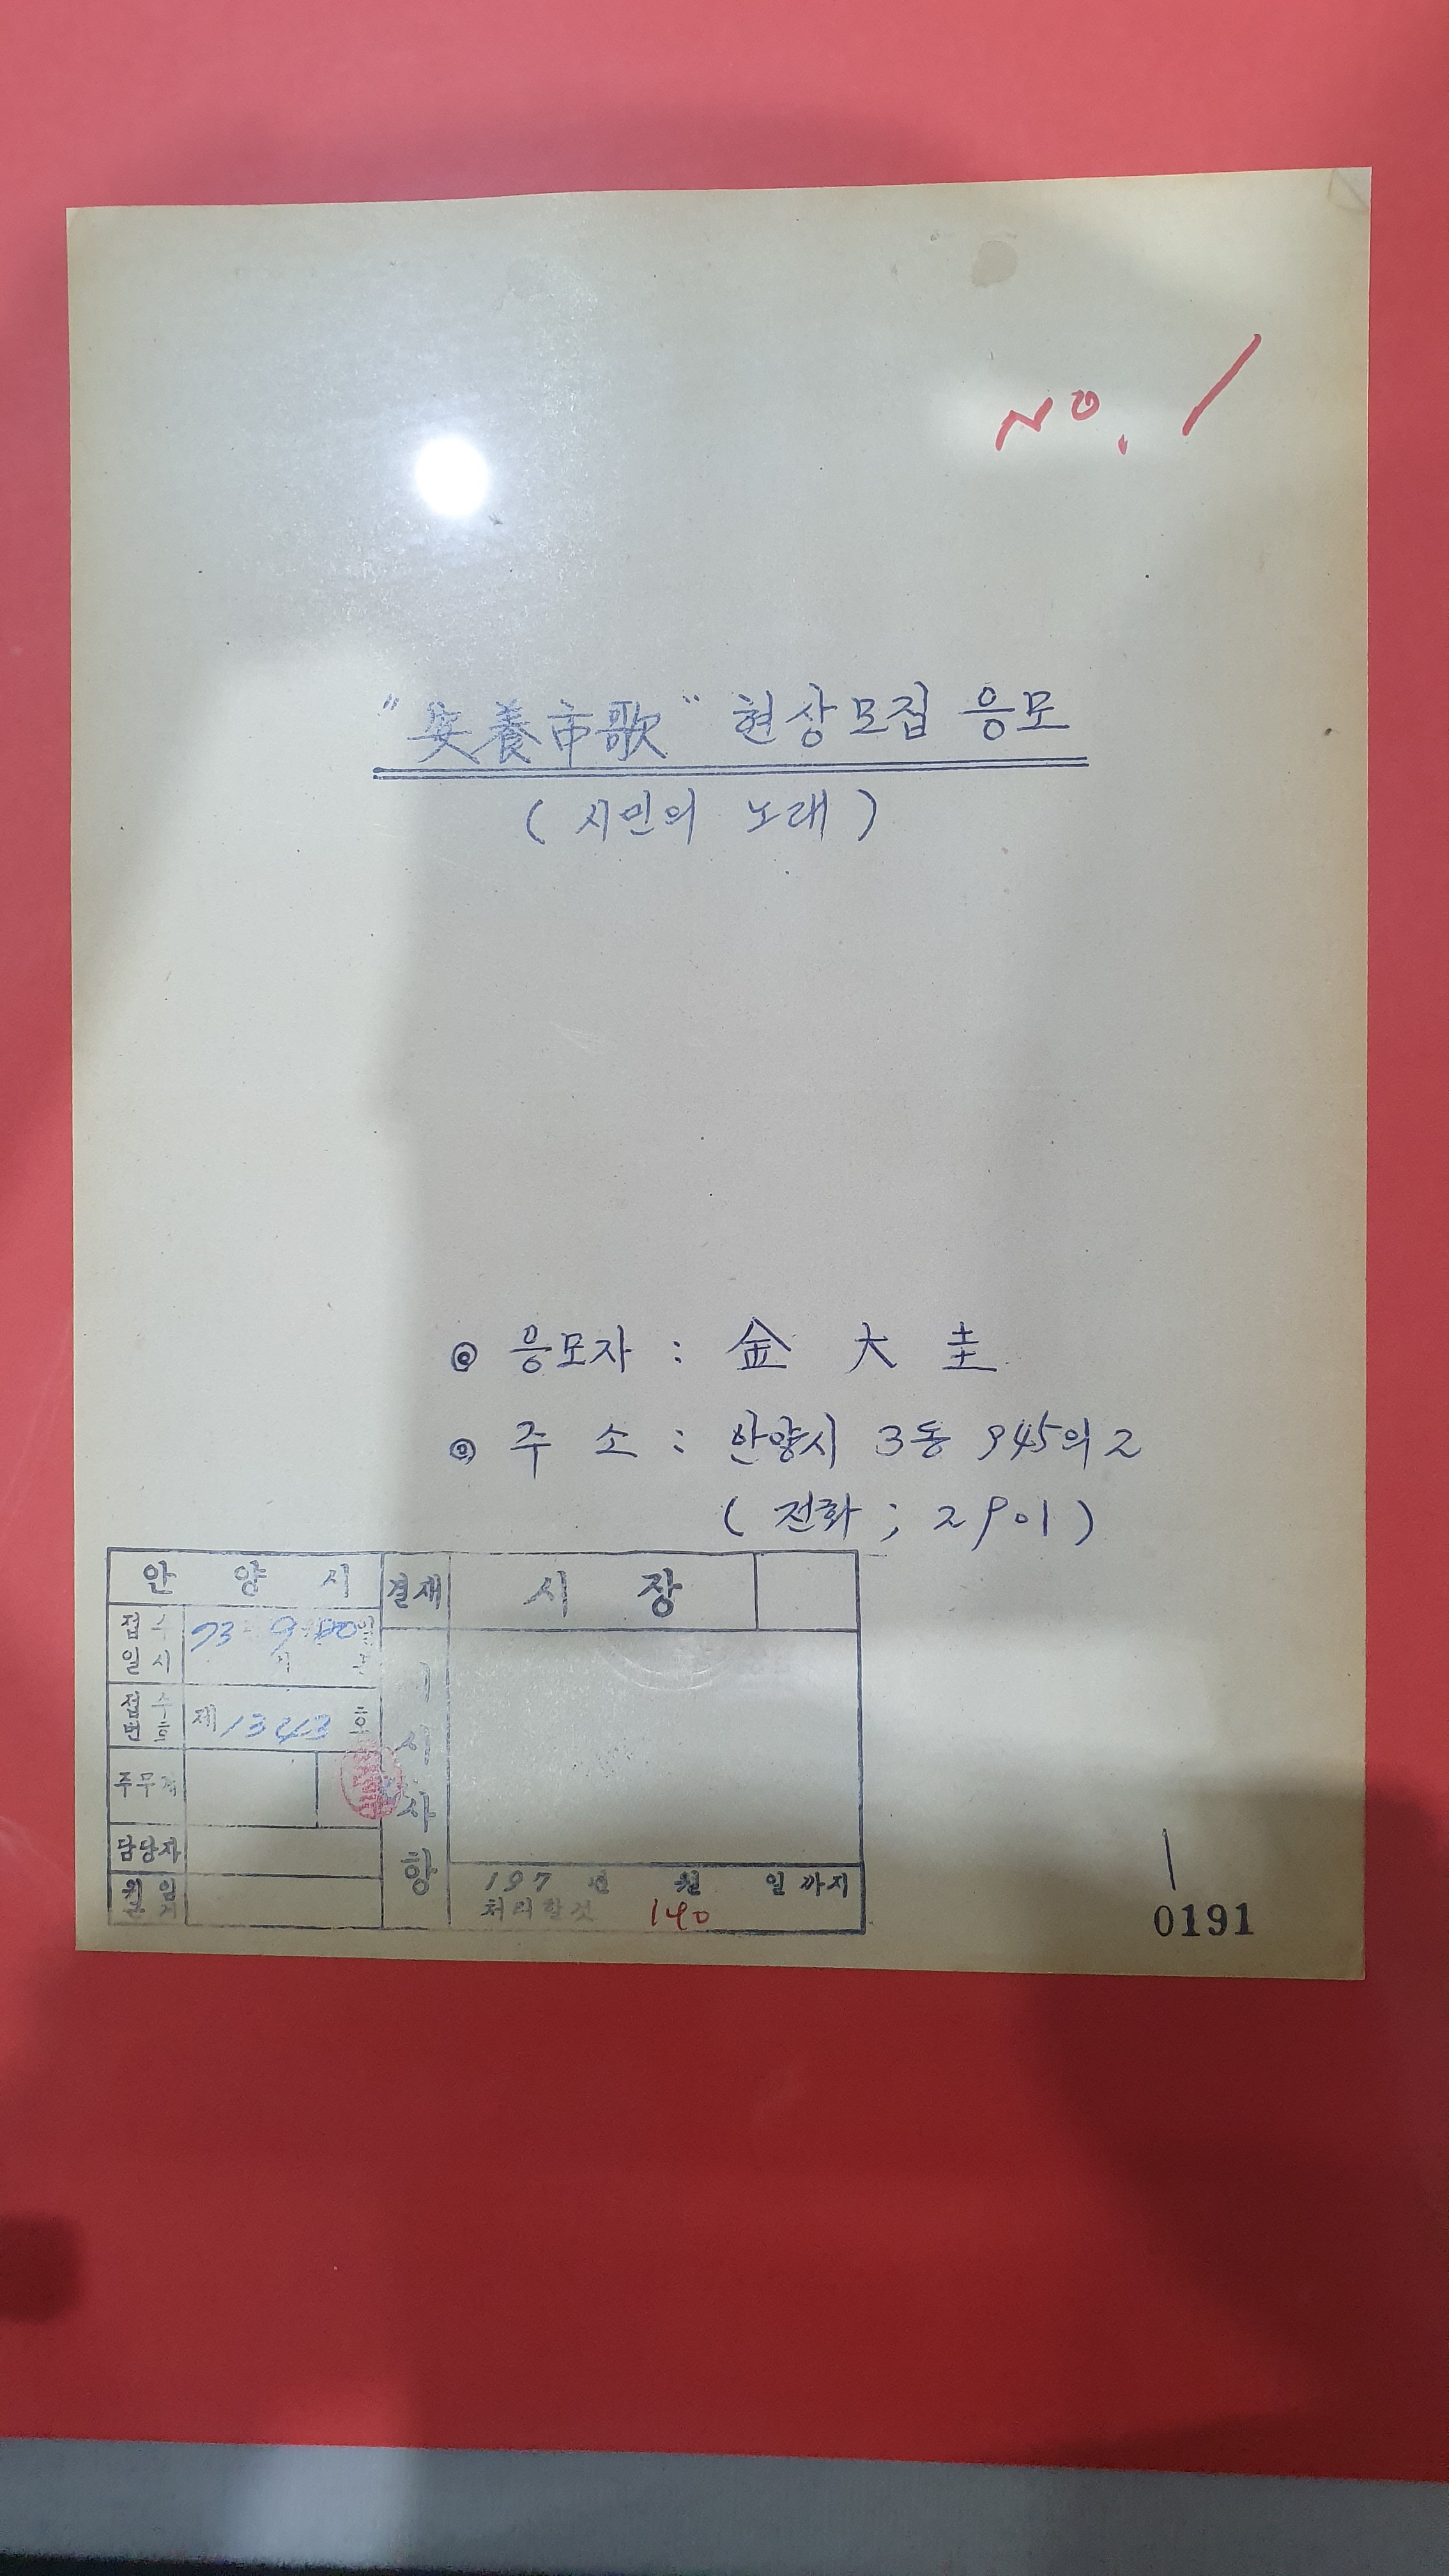 No. 1
"安養市歌" 현상모집 응모
( 시민의 노래 )
◎ 응모자 : 金 大 圭
◎ 주 소 : 안양시 3동 945의 2
( 전화 ; 2901 )
안 양 시
접 수
일 시
73 9
접 수
번 호
제 1343 호
주무계
담당자
결재
시 장
지시사항
197 년 월 일 까지
처리할것
140
0191